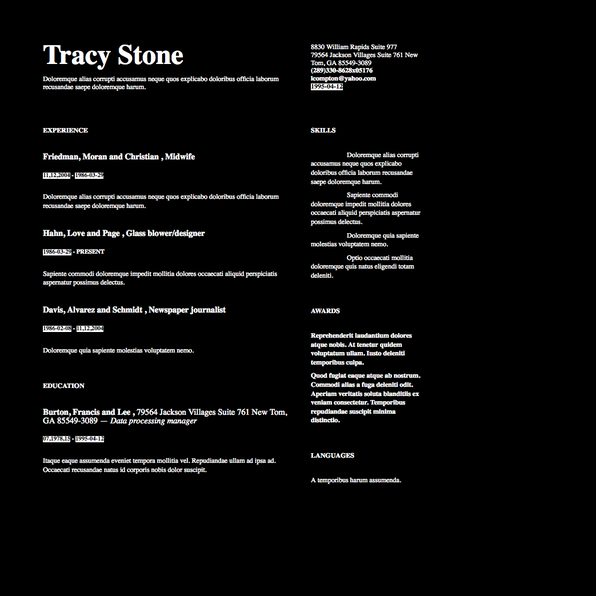 Tracy Stone
Doloremque alias corrupti accusamus neque quos explicabo doloribus officia laborum
recusandae saepe doloremque harum.
8830 William Rapids Suite 977
79564 Jackson Villages Suite 761 New
Tom, GA 85549-3089
(289)330-8628x05176
lcompton@yahoo.com
1995-04-12
EXPERIENCE
Friedman, Moran and Christian , Midwife
11.12.2004 - 1986-03-29
Doloremque alias corrupti accusamus neque quos explicabo doloribus officia laborum
recusandae saepe doloremque harum.
Hahn, Love and Page , Glass blower/designer
1986-03-29 - PRESENT
Sapiente commodi doloremque impedit mollitia dolores occaecati aliquid perspiciatis
aspernatur possimus delectus.
Davis, Alvarez and Schmidt , Newspaper journalist
1986-02-08 - 11.12.2004
Doloremque quia sapiente molestias voluptatem nemo.
EDUCATION
Burton, Francis and Lee , 79564 Jackson Villages Suite 761 New Tom,
GA 85549-3089 — Data processing manager
07.1978.15 - 1995-04-12
Itaque eaque assumenda eveniet tempora mollitia vel. Repudiandae ullam ad ipsa ad.
Occaecati recusandae natus id corporis nobis dolor suscipit.
SKILLS
Doloremque alias corrupti
accusamus neque quos explicabo
doloribus officia laborum recusandae
saepe doloremque harum.
Sapiente commodi
doloremque impedit mollitia dolores
occaecati aliquid perspiciatis aspernatur
possimus delectus.
Doloremque quia sapiente
molestias voluptatem nemo.
Optio occaecati mollitia
doloremque quis natus eligendi totam
deleniti.
AWARDS
Reprehenderit laudantium dolores
atque nobis. At tenetur quidem
voluptatum ullam. Iusto deleniti
temporibus culpa.
Quod fugiat eaque atque ab nostrum.
Commodi alias a fuga deleniti odit.
Aperiam veritatis soluta blanditiis ex
veniam consectetur. Temporibus
repudiandae suscipit minima
distinctio.
LANGUAGES
A temporibus harum assumenda.